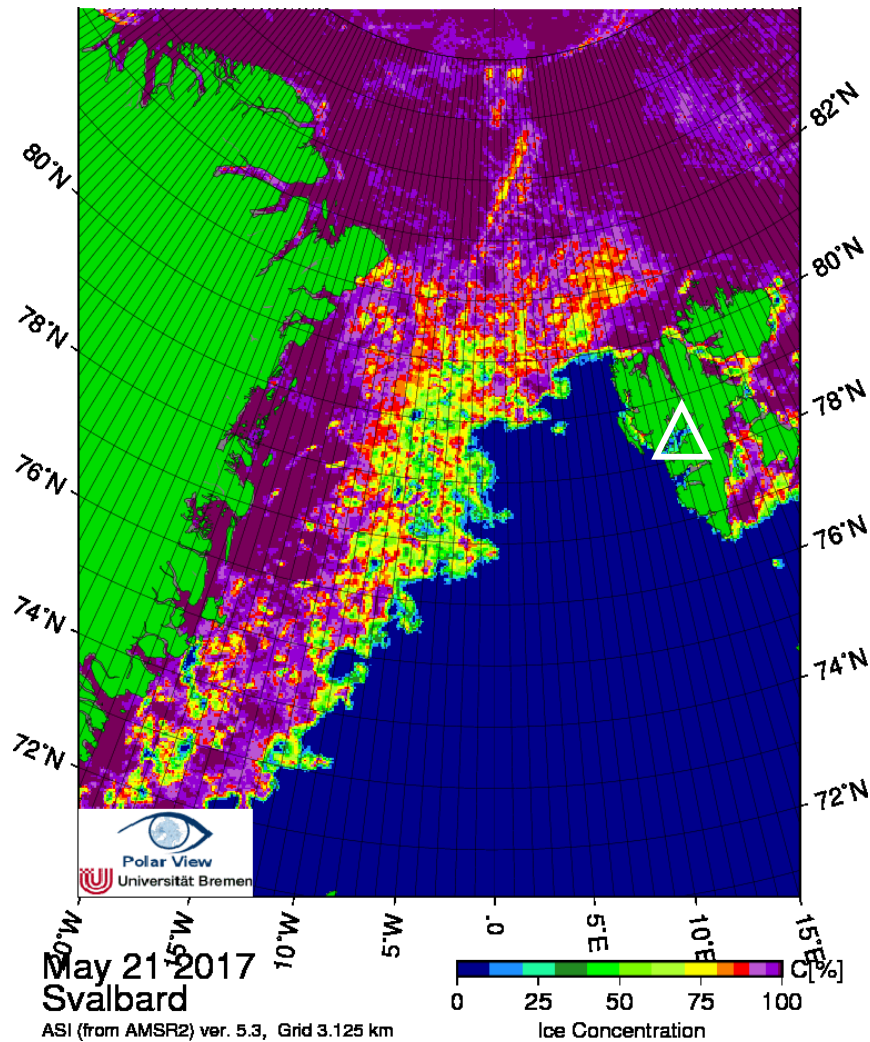 82°N
80°N
80°N
78°N
78°N
76°N
76°N
74°N
74°N
72°N
72°N
Polar View
Universität Bremen
20°W
15°W
10°W
5°W
.0
5°E
10°E
15°E
May 21 2017
Svalbard
ASI (from AMSR2) ver. 5.3, Grid 3.125 km
C[%]
0 25 50 75 100
Ice Concentration